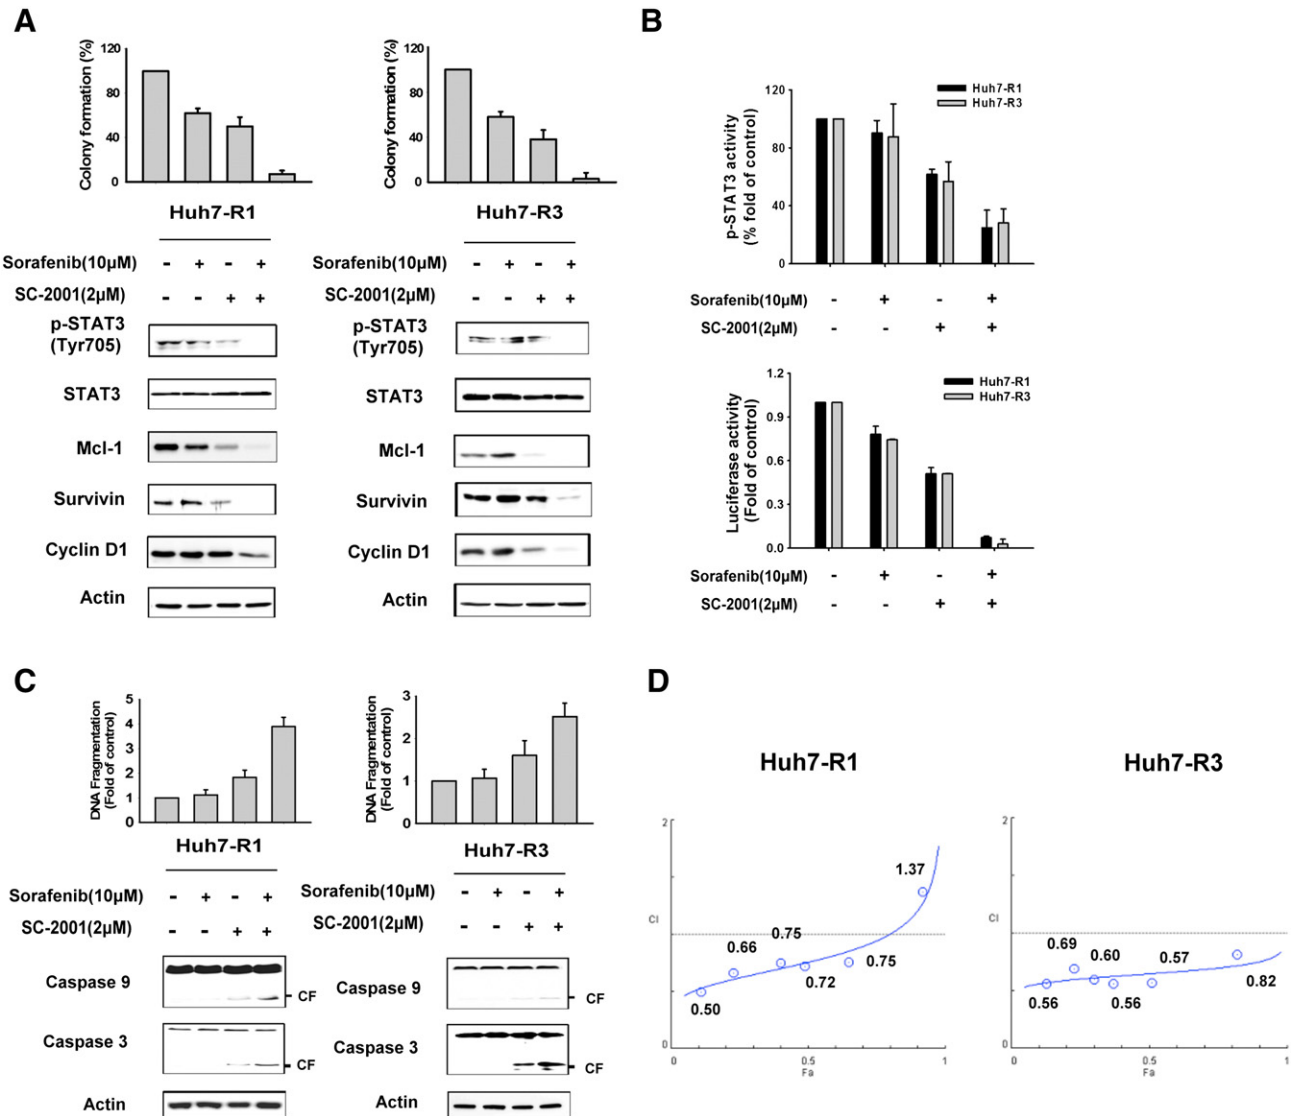 A
Colony formation (%)
120
80
40
0
Huh7-R1
Sorafenib(10µM) - + - +
SC-2001(2µM) - - + +
p-STAT3
(Tyr705)
STAT3
Mcl-1
Survivin
Cyclin D1
Actin
Colony formation (%)
120
80
40
0
Huh7-R3
Sorafenib(10µM) - + - +
SC-2001(2µM) - - + +
p-STAT3
(Tyr705)
STAT3
Mcl-1
Survivin
Cyclin D1
Actin
B
p-STAT3 activity
(% fold of control)
120
80
40
0
Huh7-R1
Huh7-R3
Sorafenib(10µM) - + - +
SC-2001(2µM) - - + +
Luciferase activity
(Fold of control)
1.2
0.9
0.6
0.3
0.0
Huh7-R1
Huh7-R3
Sorafenib(10µM) - + - +
SC-2001(2µM) - - + +
C
DNA Fragmentation
(Fold of control)
5
4
3
2
1
0
Huh7-R1
Sorafenib(10µM) - + - +
SC-2001(2µM) - - + +
Caspase 9
CF
Caspase 3
CF
Actin
DNA Fragmentation
(Fold of control)
3
2
1
0
Huh7-R3
Sorafenib(10µM) - + - +
SC-2001(2µM) - - + +
Caspase 9
CF
Caspase 3
CF
Actin
D
Huh7-R1
2
CI
0
0 0.5 1
Fa
0.50
0.66
0.75
0.72
0.75
1.37
Huh7-R3
2
CI
0
0 0.5 1
Fa
0.56
0.69
0.60
0.56
0.57
0.82